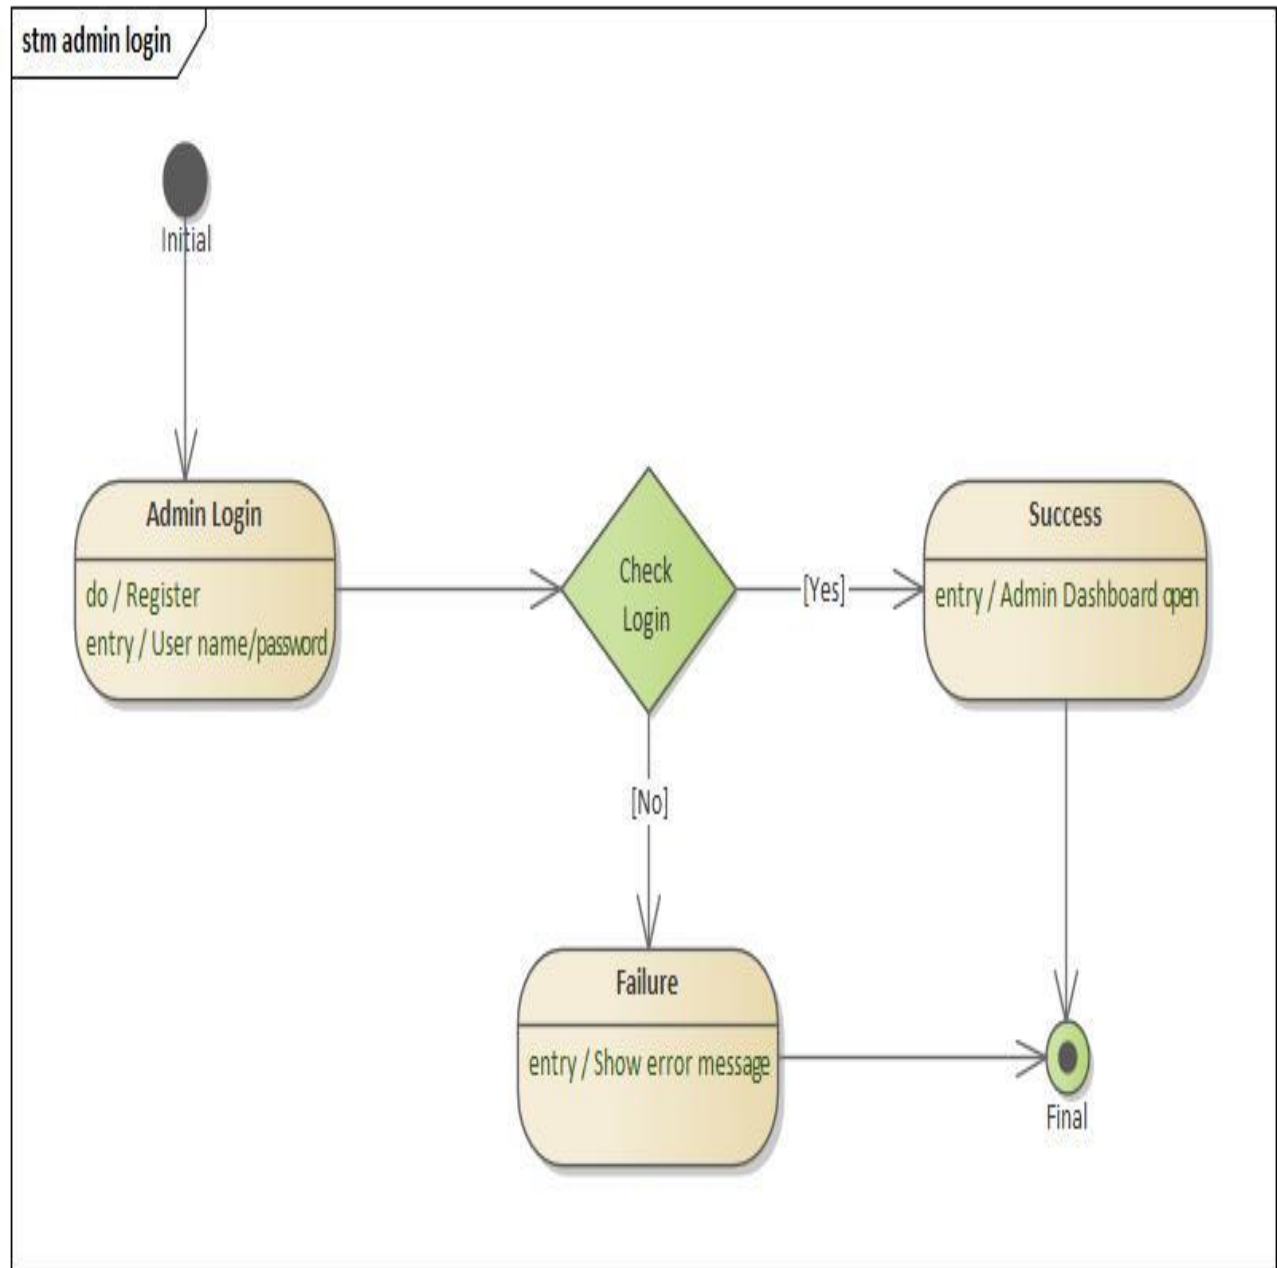 stm admin login
Initial
Admin Login
do / Register
entry / User name/password
Check
Login
[Yes]
Success
entry / Admin Dashboard open
[No]
Failure
entry / Show error message
Final